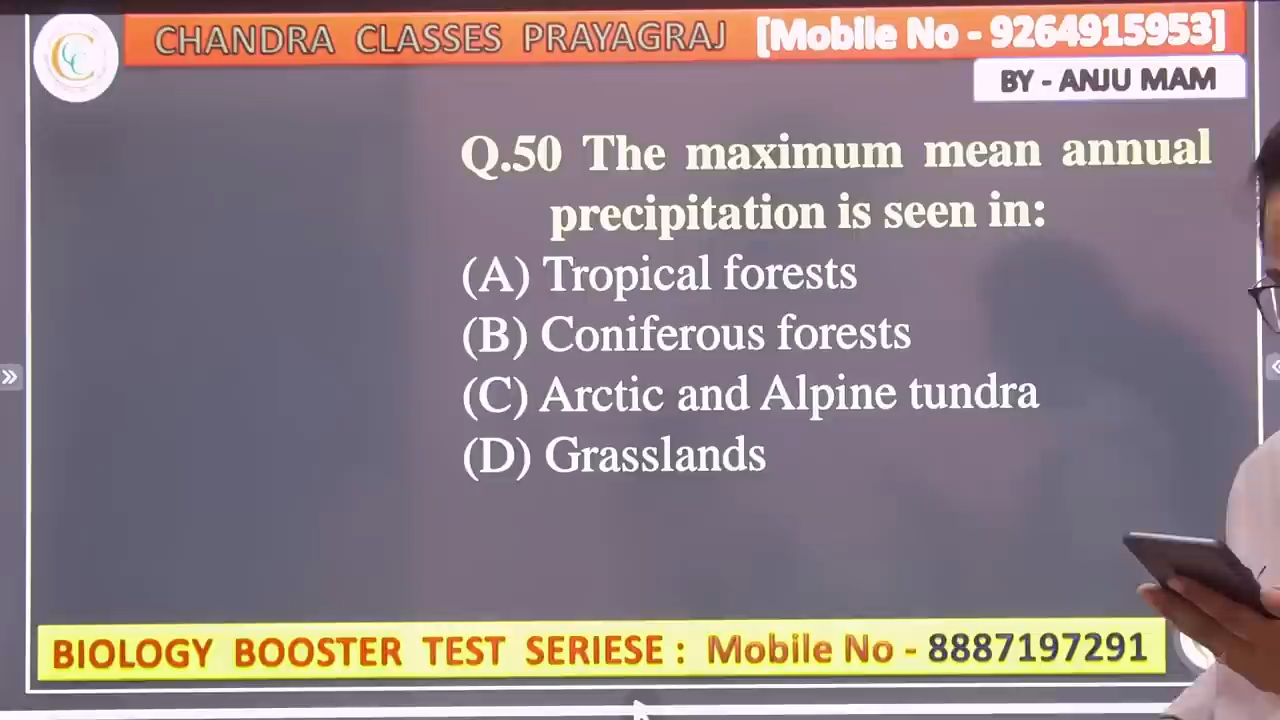 CHANDRA CLASSES PRAYAGRAJ [Mobile No - 9264915953]
BY - ANJU MAM
Q.50 The maximum mean annual
precipitation is seen in:
(A) Tropical forests
(B) Coniferous forests
(C) Arctic and Alpine tundra
(D) Grasslands
BIOLOGY BOOSTER TEST SERIESE : Mobile No - 8887197291